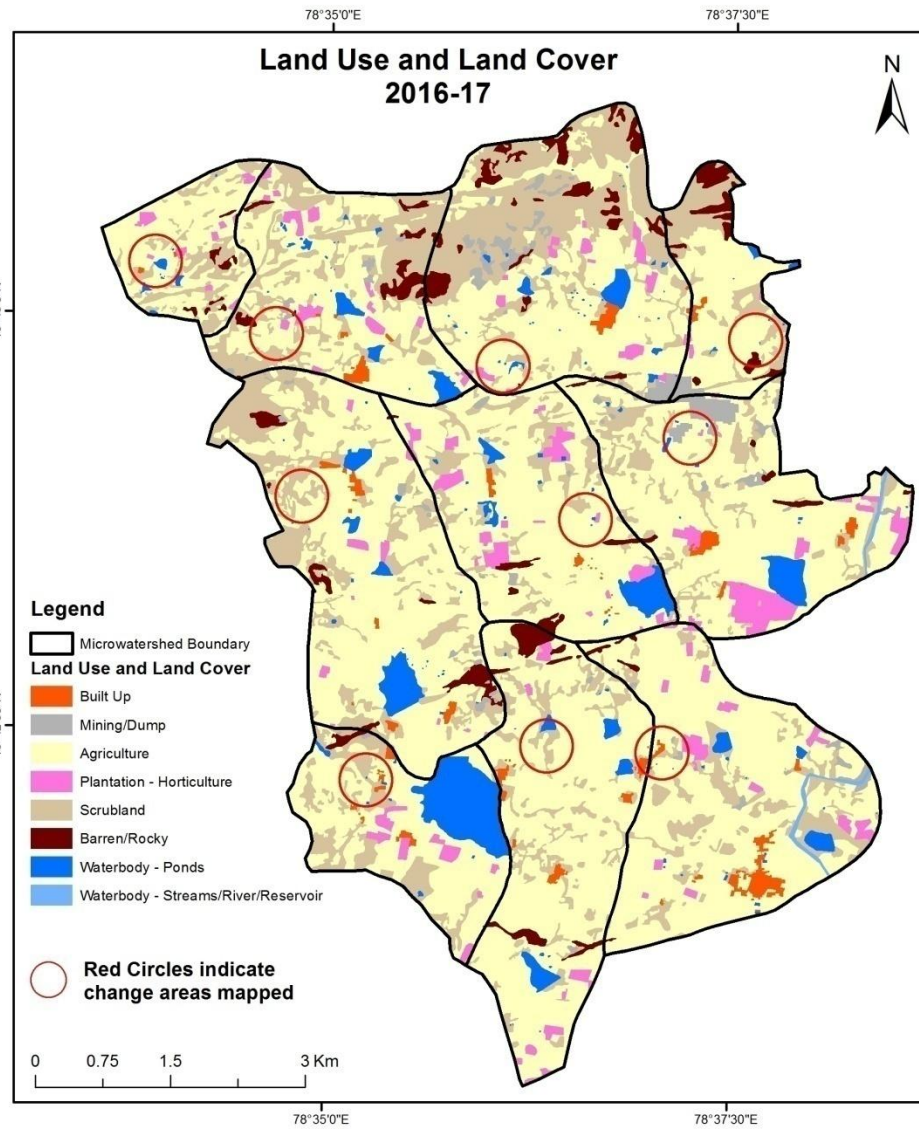 78°35'0"E
78°37'30"E
Land Use and Land Cover
2016-17
N
Legend
Microwatershed Boundary
Land Use and Land Cover
Built Up
Mining/Dump
Agriculture
Plantation - Horticulture
Scrubland
Barren/Rocky
Waterbody - Ponds
Waterbody - Streams/River/Reservoir
Red Circles indicate
change areas mapped
0 0.75 1.5 3 Km
78°35'0"E
78°37'30"E